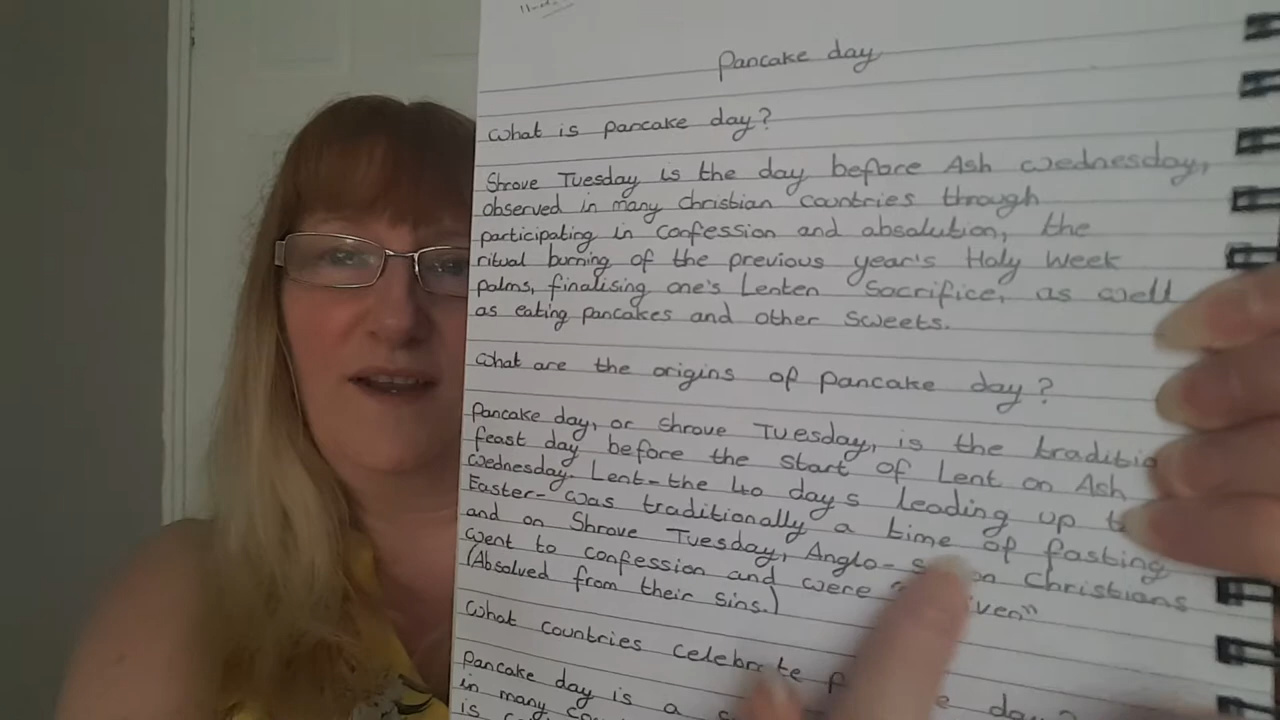 Pancake day
What is pancake day?
Shrove Tuesday is the day before Ash Wednesday,
observed in many Christian countries through
participating in confession and absolution, the
ritual burning of the previous year's Holy Week
palms, finalising one's Lenten Sacrifice, as well
as eating pancakes and other sweets.
What are the origins of pancake day?
Pancake day, or Shrove Tuesday, is the traditio
feast day before the start of Lent on Ash
Wednesday. Lent-the 40 days leading up t
Easter- was traditionally a time of fasting
and on Shrove Tuesday, Anglo- Christians
went to confession and were iven"
(Absolved from their sins.)
What countries celebrate day?
Pancake day is a
in many
is